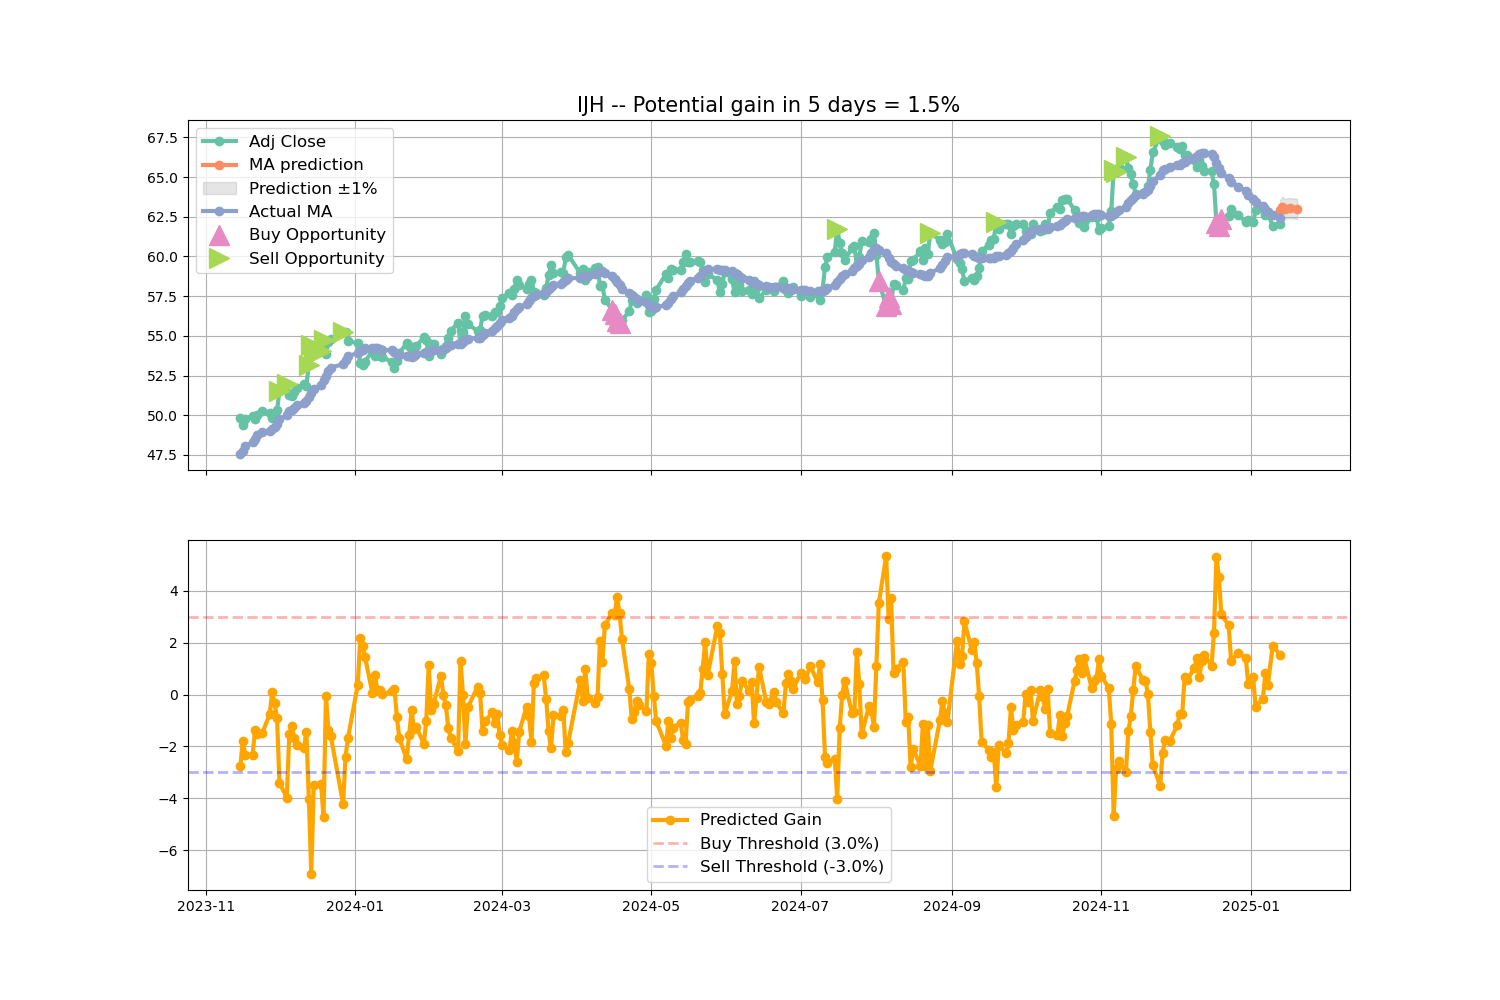 IJH -- Potential gain in 5 days = 1.5%
67.5
65.0
62.5
60.0
57.5
55.0
52.5
50.0
47.5
Adj Close
MA prediction
Prediction ±1%
Actual MA
Buy Opportunity
Sell Opportunity
4
2
0
−2
−4
−6
Predicted Gain
Buy Threshold (3.0%)
Sell Threshold (-3.0%)
2023-11 2024-01 2024-03 2024-05 2024-07 2024-09 2024-11 2025-01